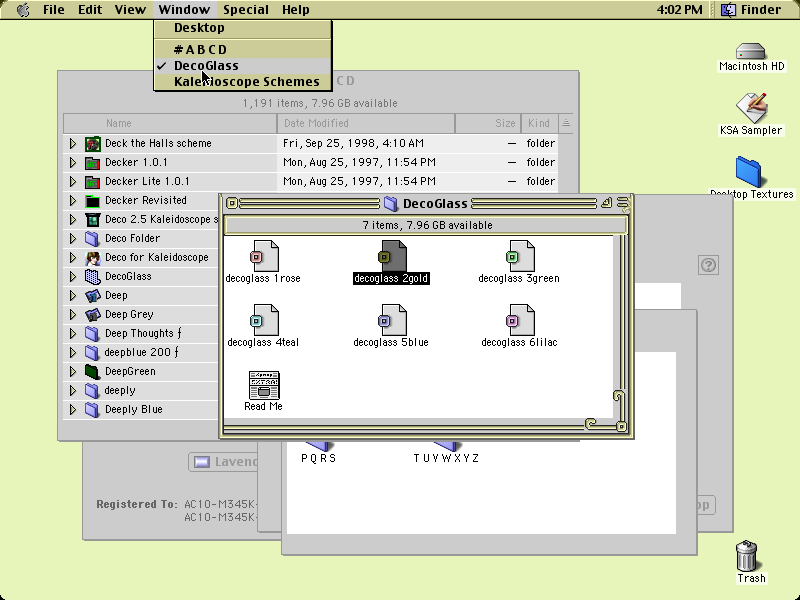 File Edit View Window Special Help 4:02 PM Finder
Desktop
# A B C D
✓ DecoGlass
Kaleidoscope Schemes
C D
1,191 items, 7.96 GB available
Name Date Modified Size Kind
Deck the Halls scheme Fri, Sep 25, 1998, 4:10 AM — folder
Decker 1.0.1 Mon, Aug 25, 1997, 11:54 PM — folder
Decker Lite 1.0.1 Mon, Aug 25, 1997, 11:54 PM — folder
Decker Revisited
Deco 2.5 Kaleidoscope s
Deco Folder
Deco for Kaleidoscope
DecoGlass
Deep
Deep Grey
Deep Thoughts ƒ
deepblue 200 ƒ
DeepGreen
deeply
Deeply Blue
DecoGlass
7 items, 7.96 GB available
decoglass 1rose
decoglass 2gold
decoglass 3green
decoglass 4teal
decoglass 5blue
decoglass 6lilac
Read Me
P Q R S
T U V W X Y Z
Lavend
Registered To: AC10-M345K-
AC10-M345K-
op
Macintosh HD
KSA Sampler
Desktop Textures
Trash